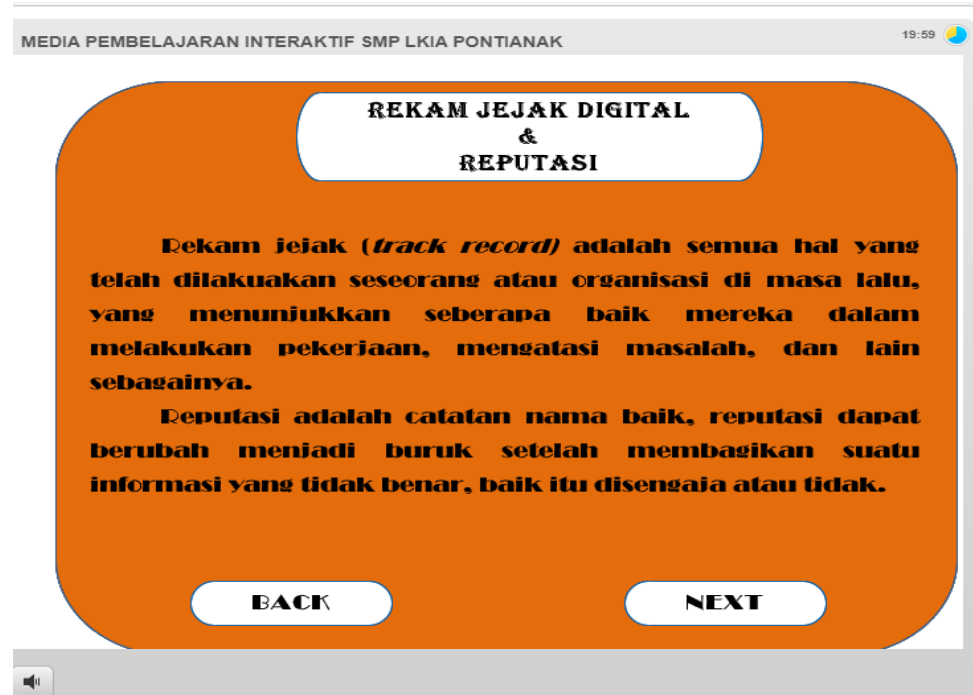 MEDIA PEMBELAJARAN INTERAKTIF SMP LKIA PONTIANAK
19:59
REKAM JEJAK DIGITAL
&
REPUTASI
Rekam jejak (track record) adalah semua hal yang
telah dilakuakan seseorang atau organisasi di masa lalu,
yang menunjukkan seberapa baik mereka dalam
melakukan pekerjaan, mengatasi masalah, dan lain
sebagainya.
Reputasi adalah catatan nama baik, reputasi dapat
berubah menjadi buruk setelah membagikan suatu
informasi yang tidak benar, baik itu disengaja atau tidak.
BACK
NEXT